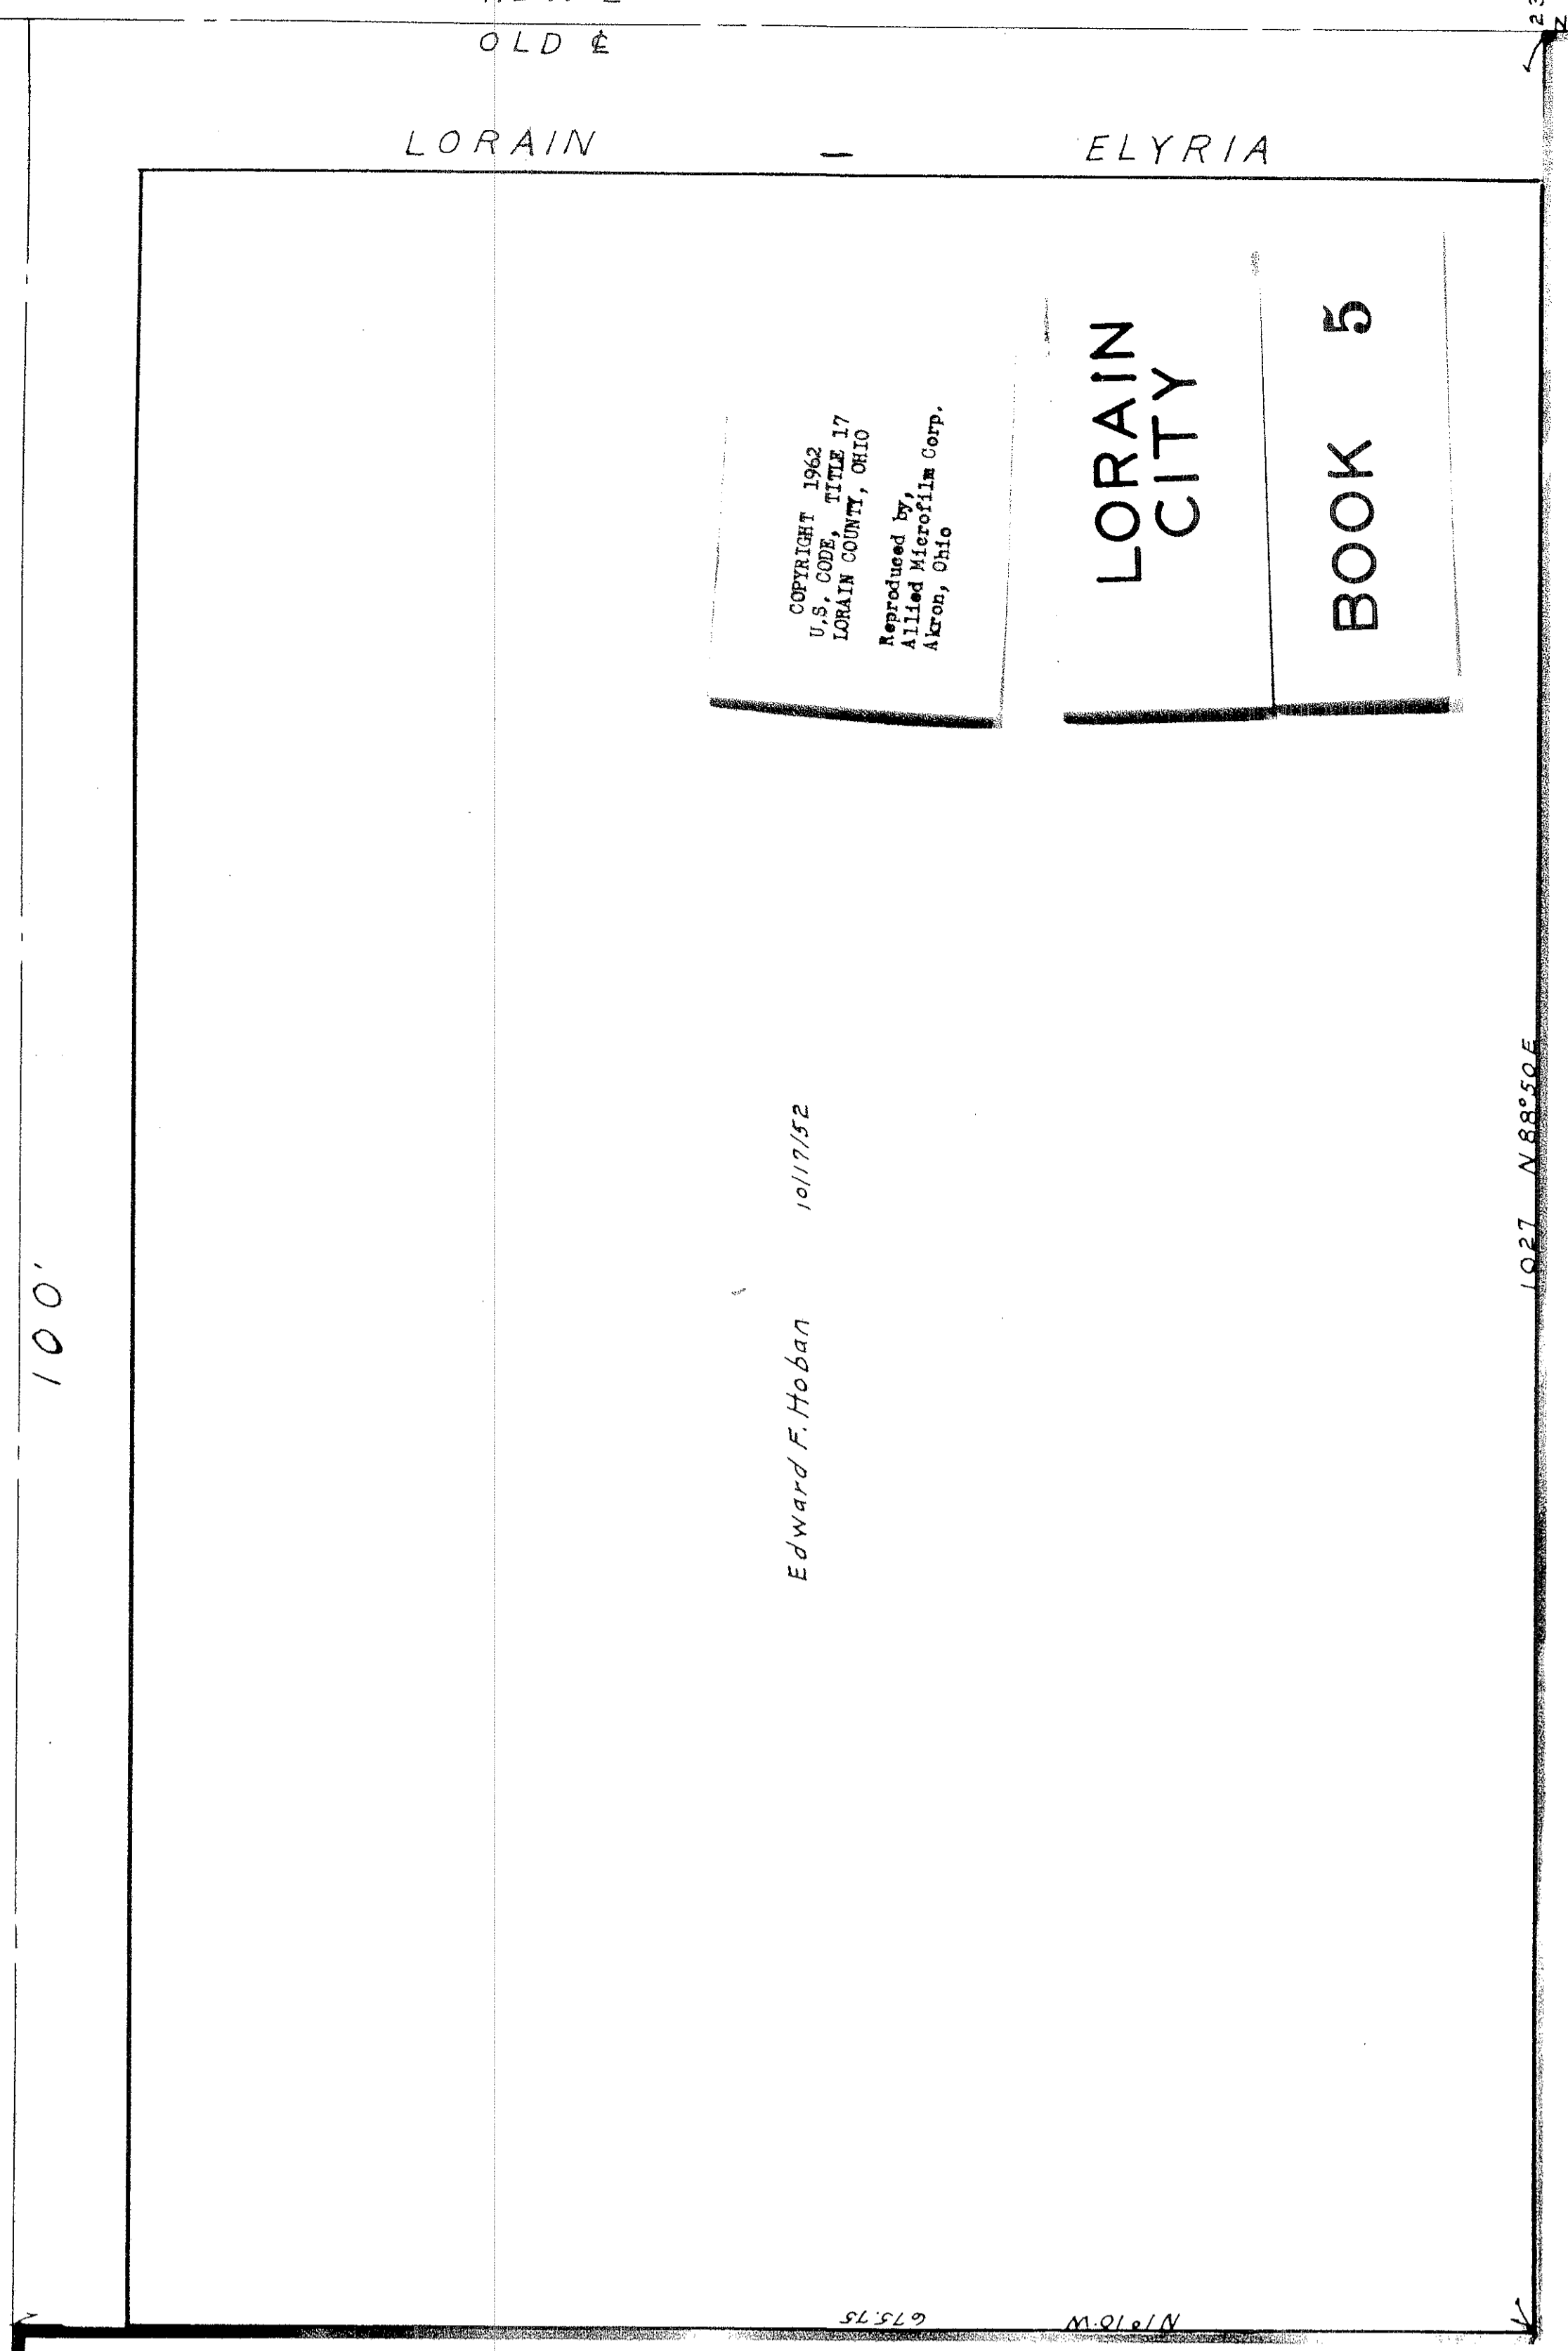 OLD ℄
LORAIN — ELYRIA
LORAIN
CITY
BOOK 5
COPYRIGHT 1962
U.S. CODE, TITLE 17
LORAIN COUNTY, OHIO
Reproduced by,
Allied Microfilm Corp.
Akron, Ohio
Edward F. Hoban 10/17/52
100'
1027 N88°50E
675.75
N1°10'W